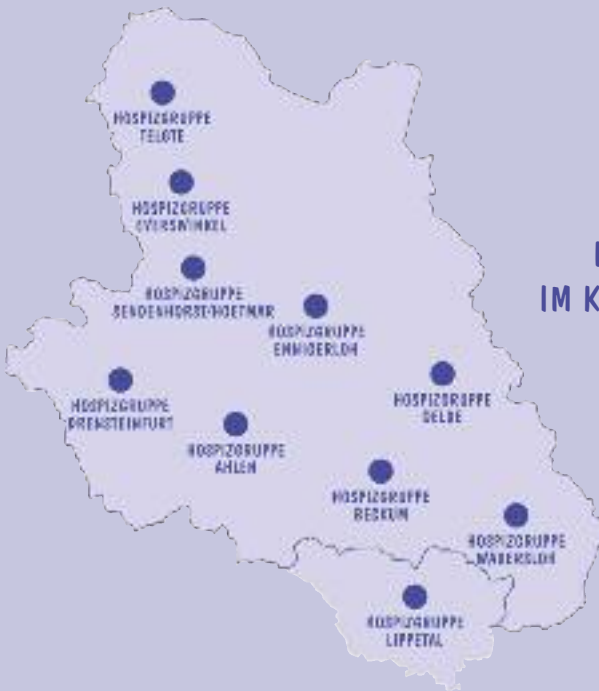 HOSPIZGRUPPE
TELGTE
HOSPIZGRUPPE
EVERSWINKEL
HOSPIZGRUPPE
SENDENHORST/HOETMAR
HOSPIZGRUPPE
ENNIGERLOH
HOSPIZGRUPPE
DRENSTEINFURT
HOSPIZGRUPPE
OELDE
HOSPIZGRUPPE
AHLEN
HOSPIZGRUPPE
BECKUM
HOSPIZGRUPPE
WADERSLOH
HOSPIZGRUPPE
LIPPETAL
IM K